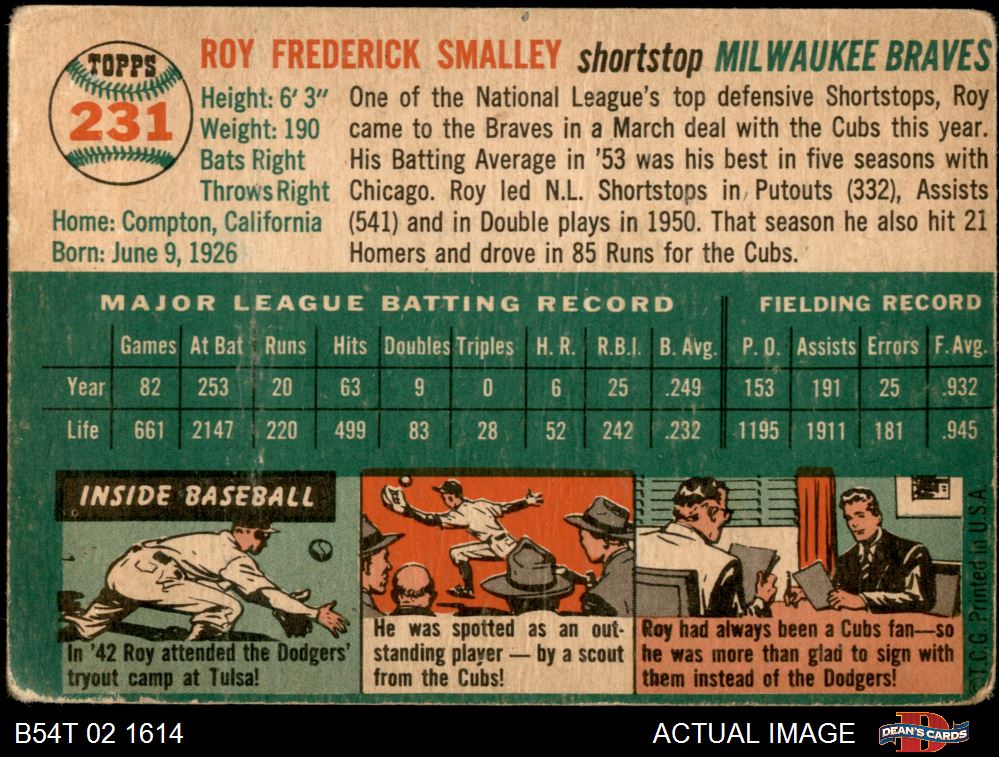 TOPPS
231
ROY FREDERICK SMALLEY shortstop MILWAUKEE BRAVES
Height: 6' 3"
Weight: 190
Bats Right
Throws Right
Home: Compton, California
Born: June 9, 1926
One of the National League's top defensive Shortstops, Roy
came to the Braves in a March deal with the Cubs this year.
His Batting Average in '53 was his best in five seasons with
Chicago. Roy led N.L. Shortstops in Putouts (332), Assists
(541) and in Double plays in 1950. That season he also hit 21
Homers and drove in 85 Runs for the Cubs.
MAJOR LEAGUE BATTING RECORD FIELDING RECORD
Games At Bat Runs Hits Doubles Triples H. R. R.B.I. B. Avg. P. O. Assists Errors F. Avg.
Year 82 253 20 63 9 0 6 25 .249 153 191 25 .932
Life 661 2147 220 499 83 28 52 242 .232 1195 1911 181 .945
INSIDE BASEBALL
In '42 Roy attended the Dodgers'
tryout camp at Tulsa!
He was spotted as an out-
standing player — by a scout
from the Cubs!
Roy had always been a Cubs fan—so
he was more than glad to sign with
them instead of the Dodgers!
©T.C.G. Printed in U.S.A
B54T 02 1614
ACTUAL IMAGE
D
DEAN'S CARDS